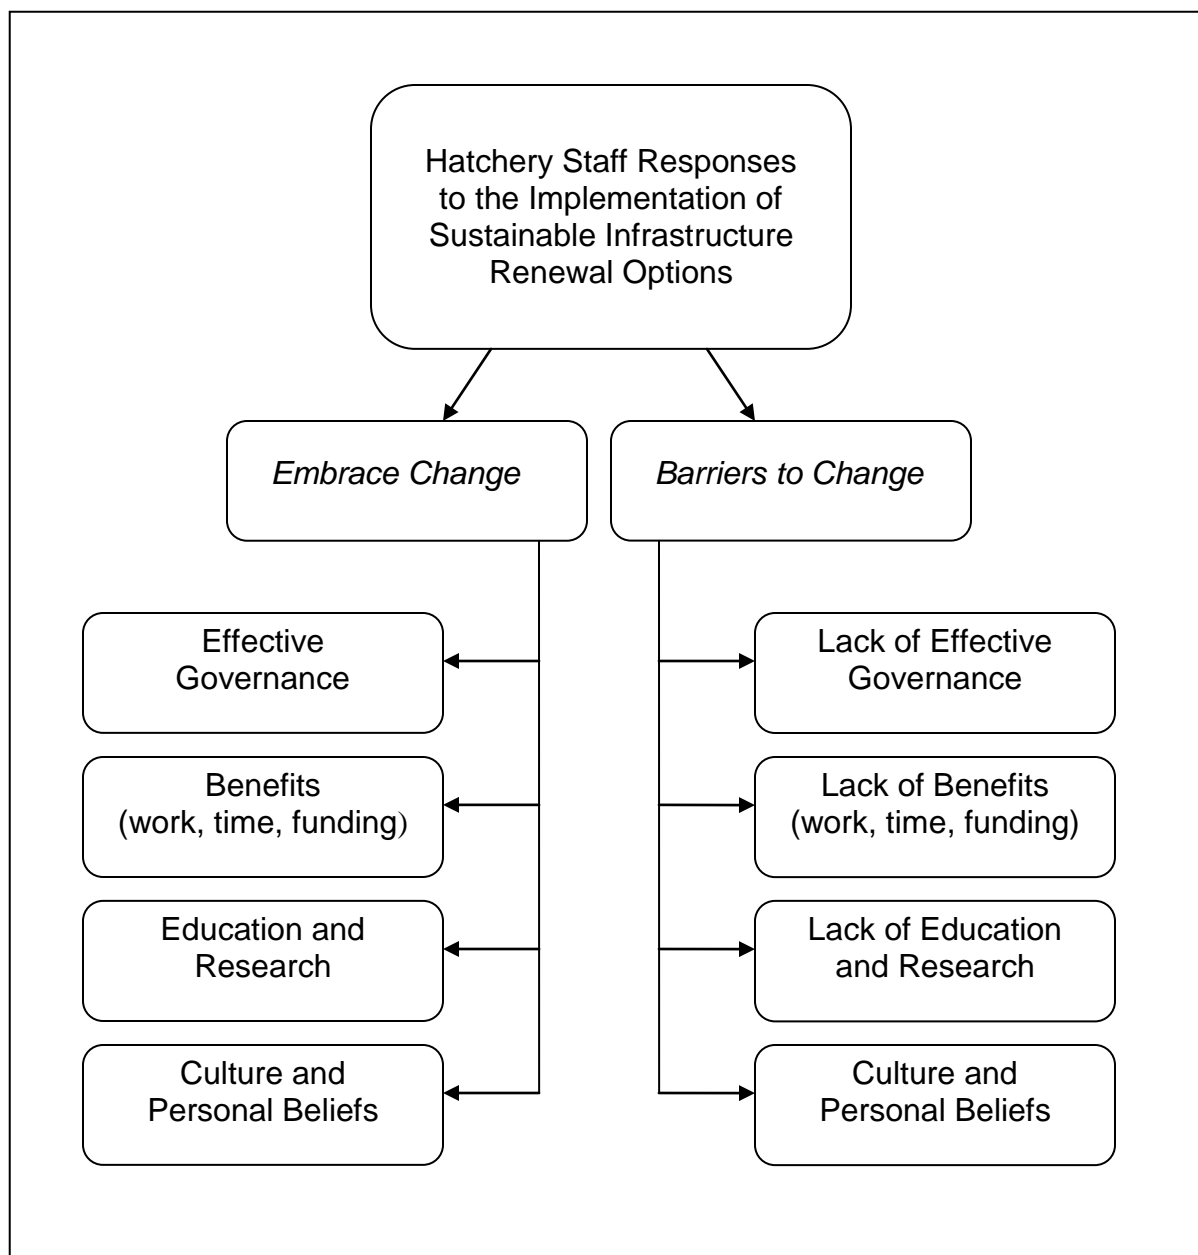 Hatchery Staff Responses
to the Implementation of
Sustainable Infrastructure
Renewal Options
Embrace Change
Barriers to Change
Effective
Governance
Benefits
(work, time, funding)
Education and
Research
Culture and
Personal Beliefs
Lack of Effective
Governance
Lack of Benefits
(work, time, funding)
Lack of Education
and Research
Culture and
Personal Beliefs